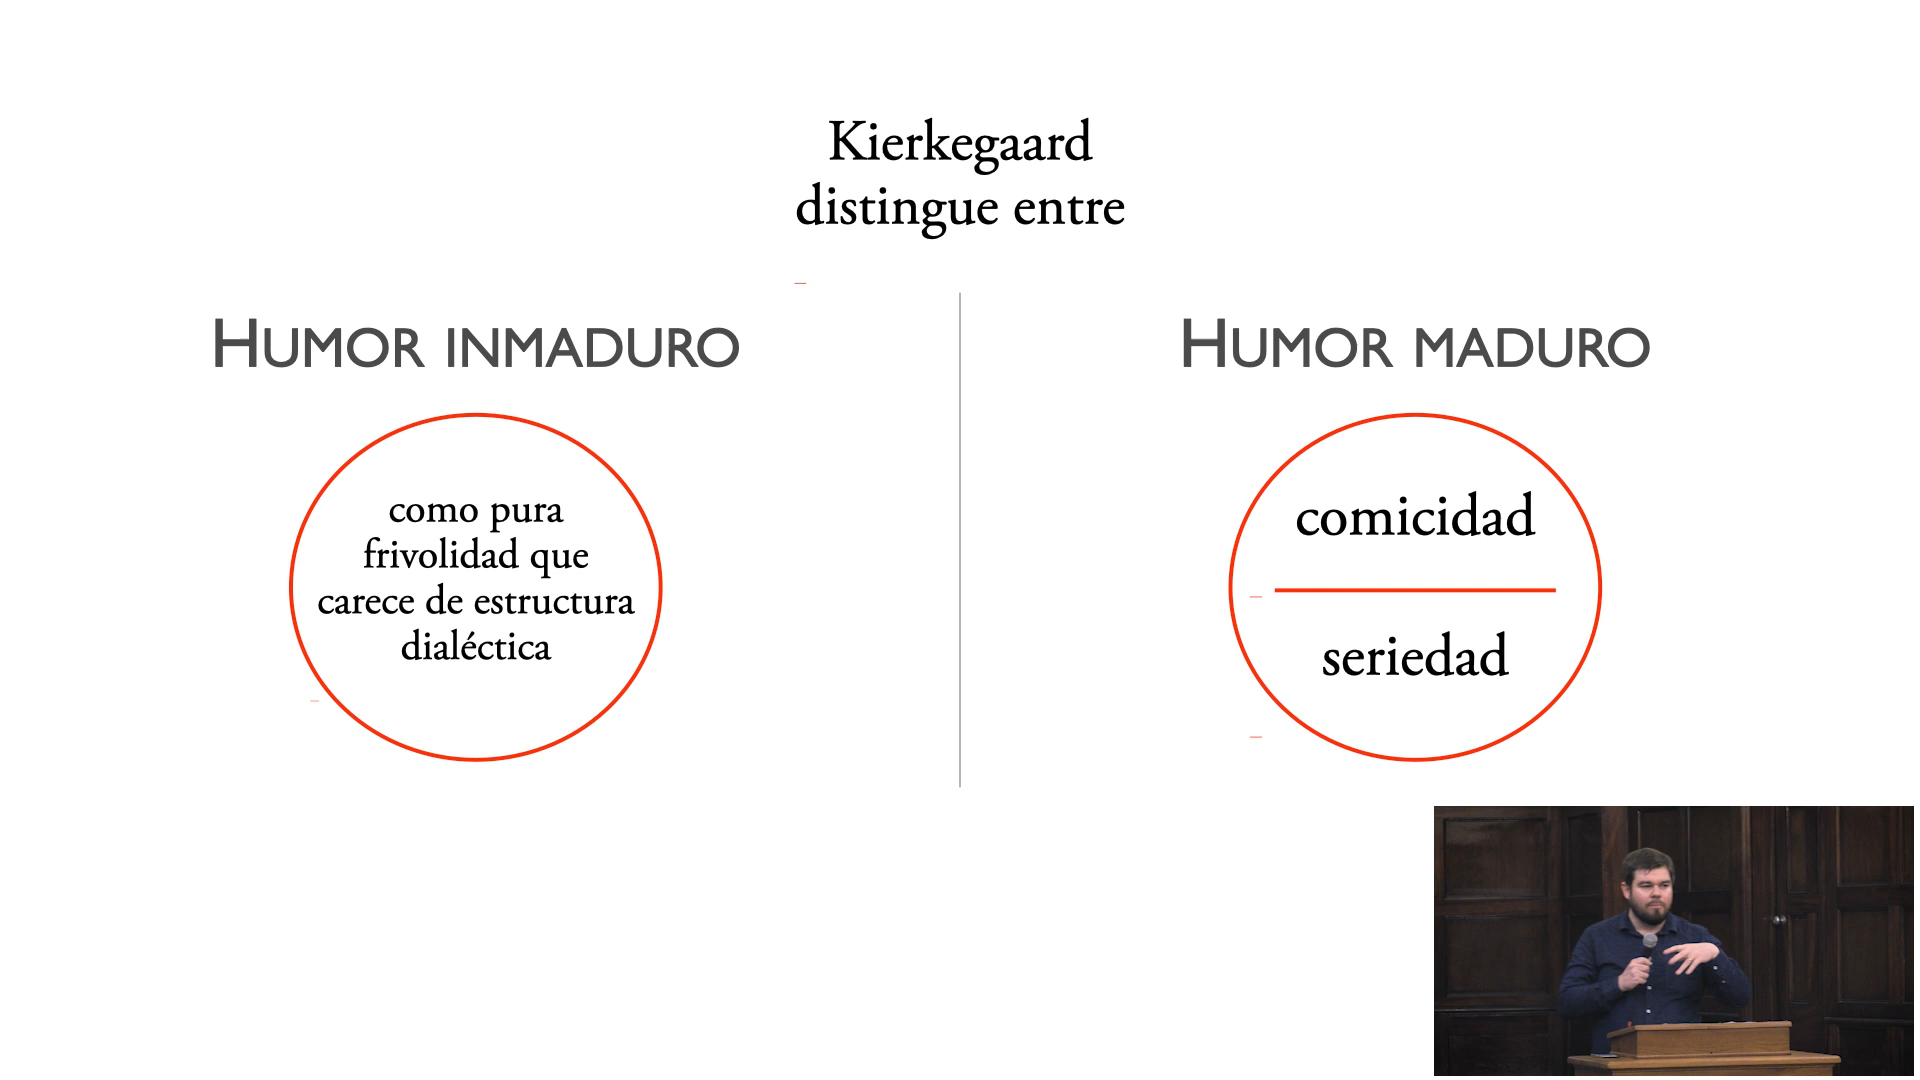 Kierkegaard
distingue entre
HUMOR INMADURO
como pura
frivolidad que
carece de estructura
dialéctica
HUMOR MADURO
comicidad
seriedad